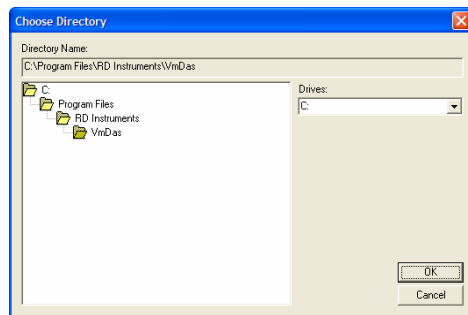 Choose Directory
Directory Name:
C:\Program Files\RD Instruments\VmDas
C:
Program Files
RD Instruments
VmDas
Drives:
C:
OK
Cancel